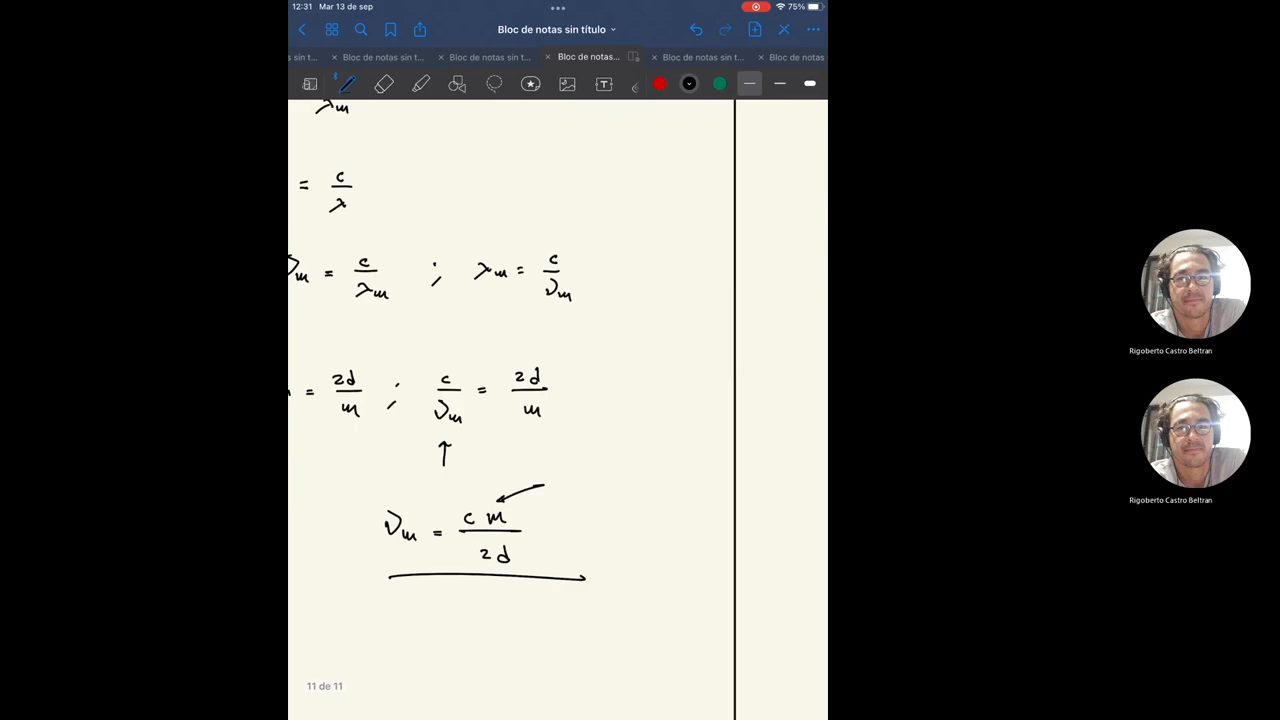 12:31 Mar 13 de sep 75%
Bloc de notas sin título
s sin t... × Bloc de notas sin t... × Bloc de notas sin t... × Bloc de notas... × Bloc de notas sin t... × Bloc de notas
λm
= c/λ
νm = c/λm ; λm = c/νm
= 2d/m ; c/νm = 2d/m
↑
νm = c m/2d
11 de 11
Rigoberto Castro Beltran
Rigoberto Castro Beltran